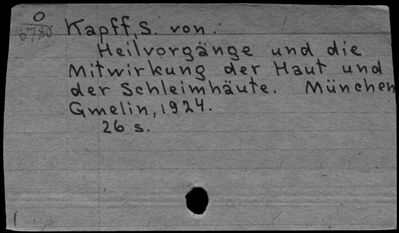 O
6780
Kapff, S. von:
Heilvorgänge und die
Mitwirkung der Haut und
der Schleimhäute. München
Gmelin, 1924.
26 s.